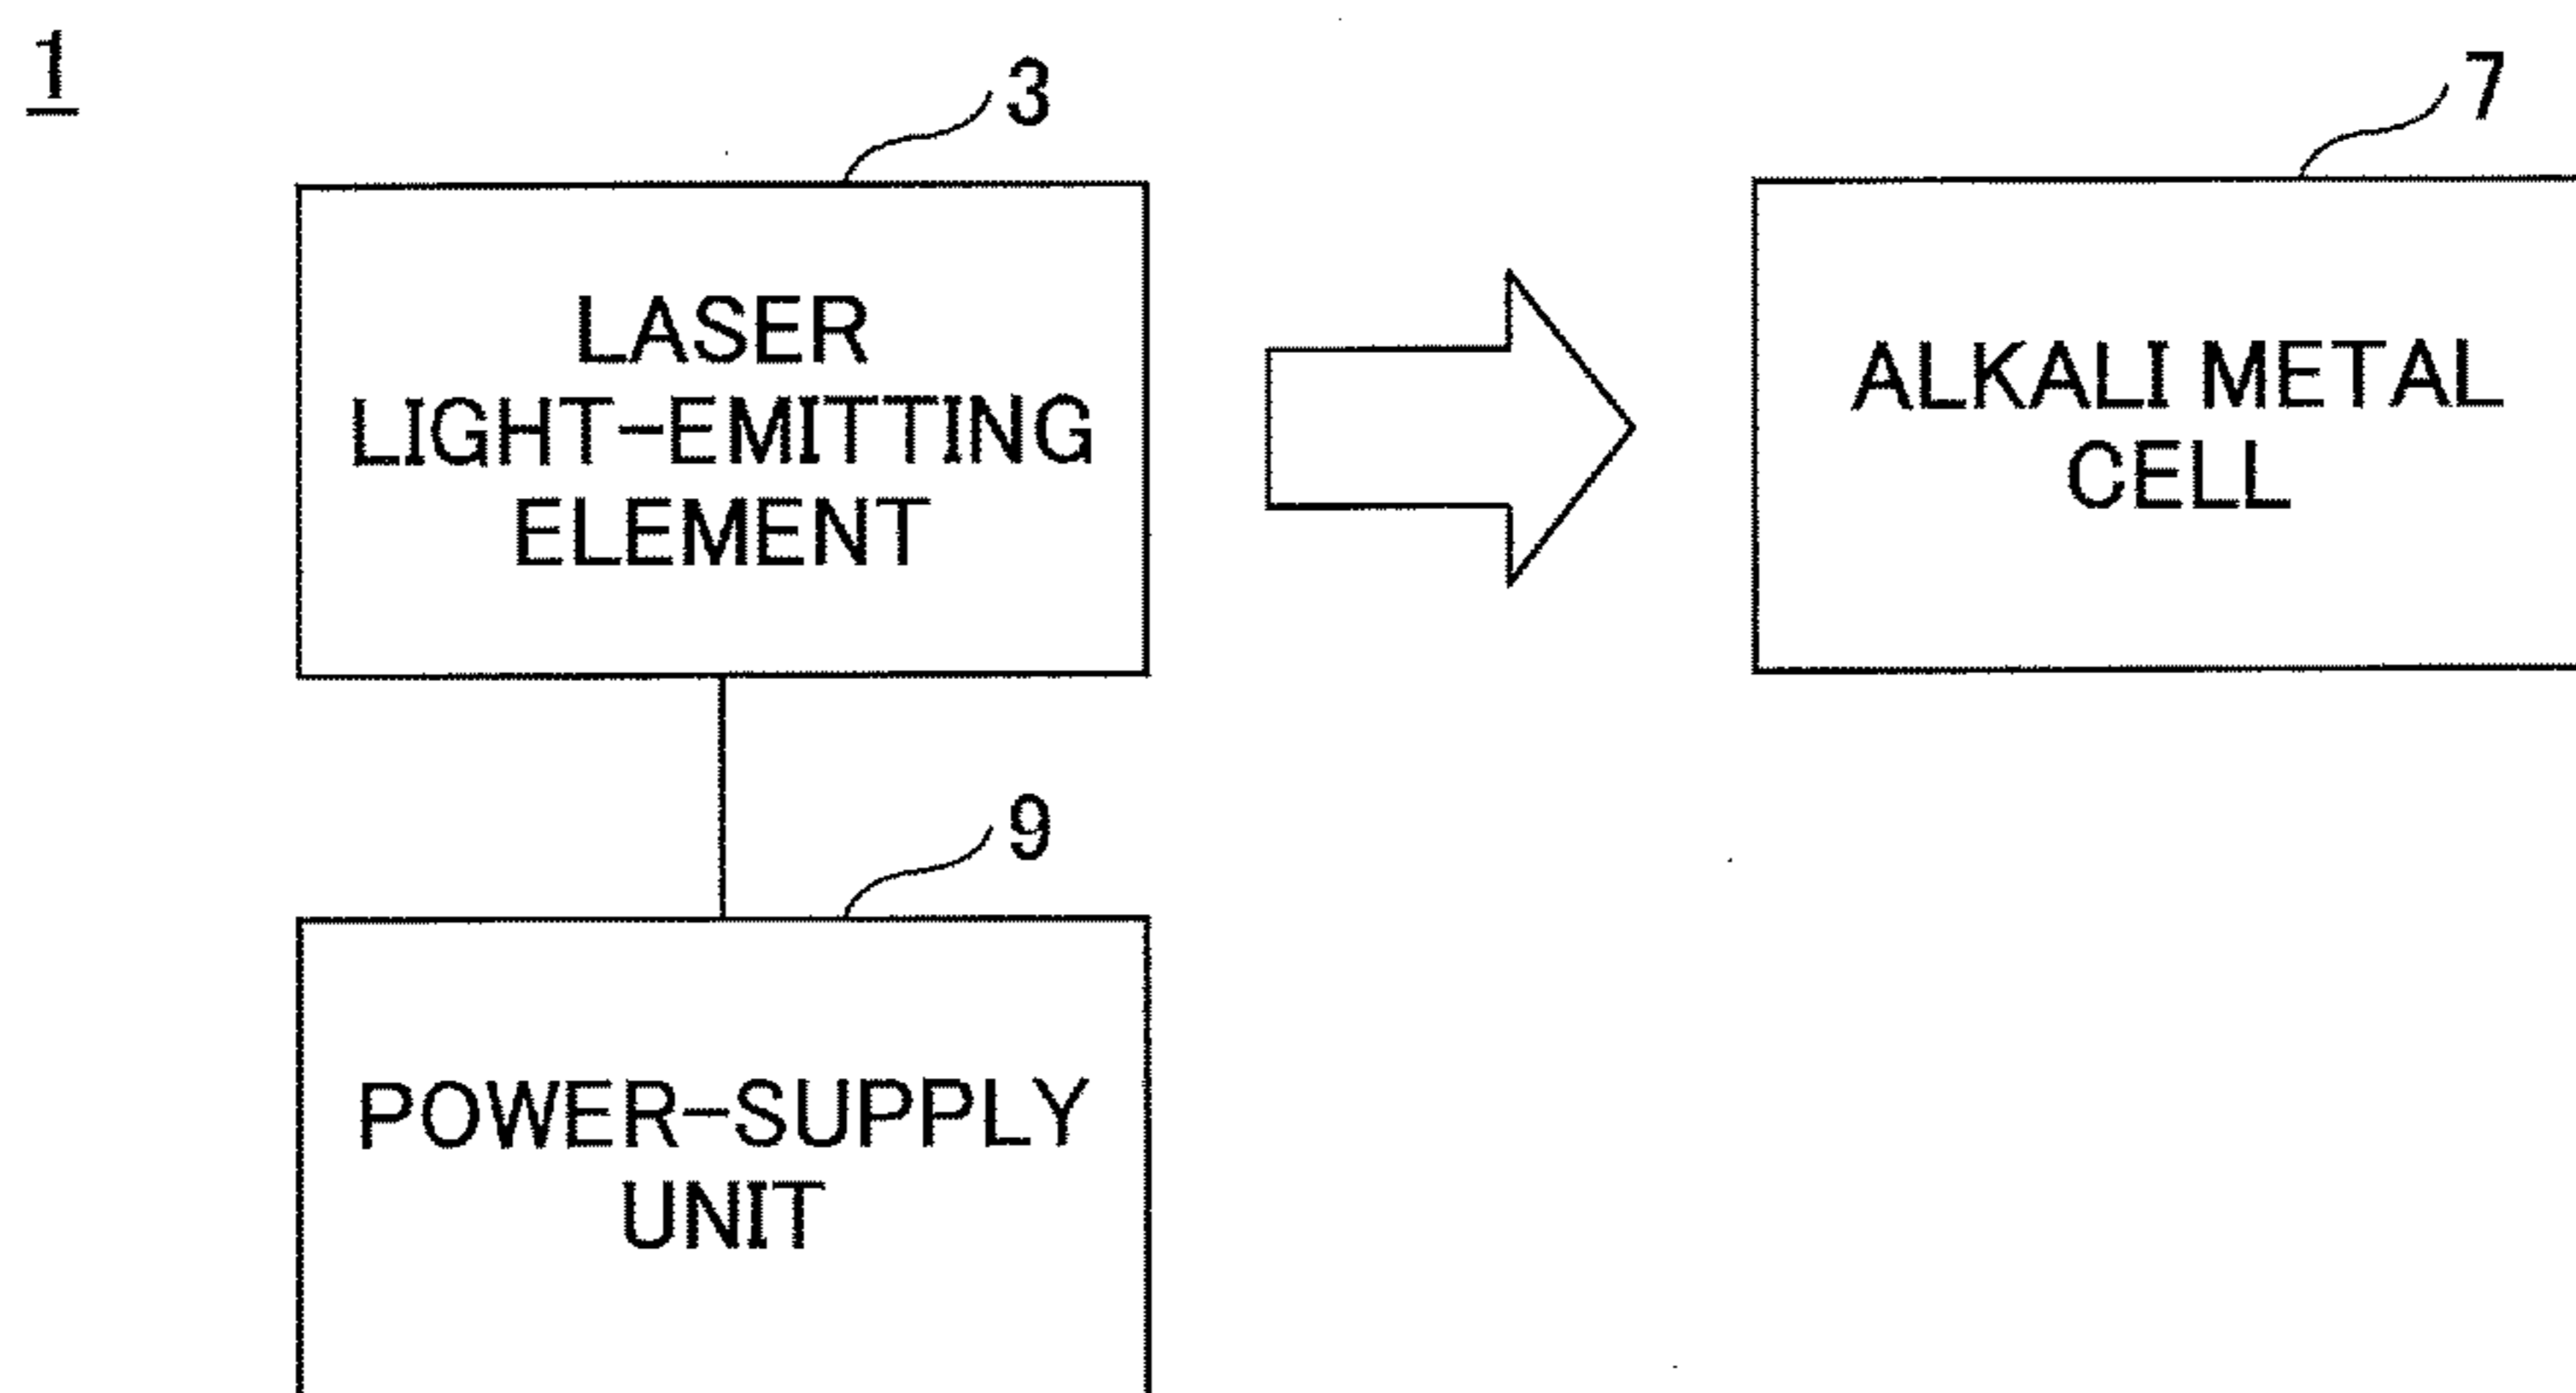 1
3
7
LASER
LIGHT-EMITTING
ELEMENT
ALKALI METAL
CELL
9
POWER-SUPPLY
UNIT